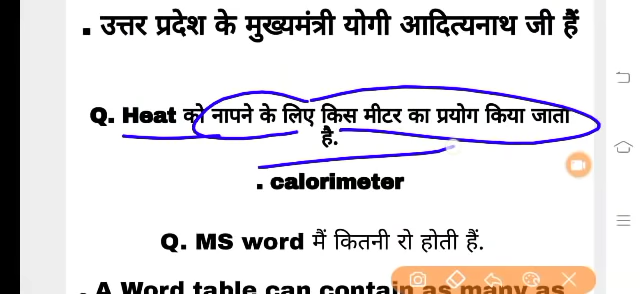 . उत्तर प्रदेश के मुख्यमंत्री योगी आदित्यनाथ जी हैं
Q. Heat को नापने के लिए किस मीटर का प्रयोग किया जाता
है.
. calorimeter
Q. MS word में कितनी रो होती हैं.
. A Word table can contain as many as